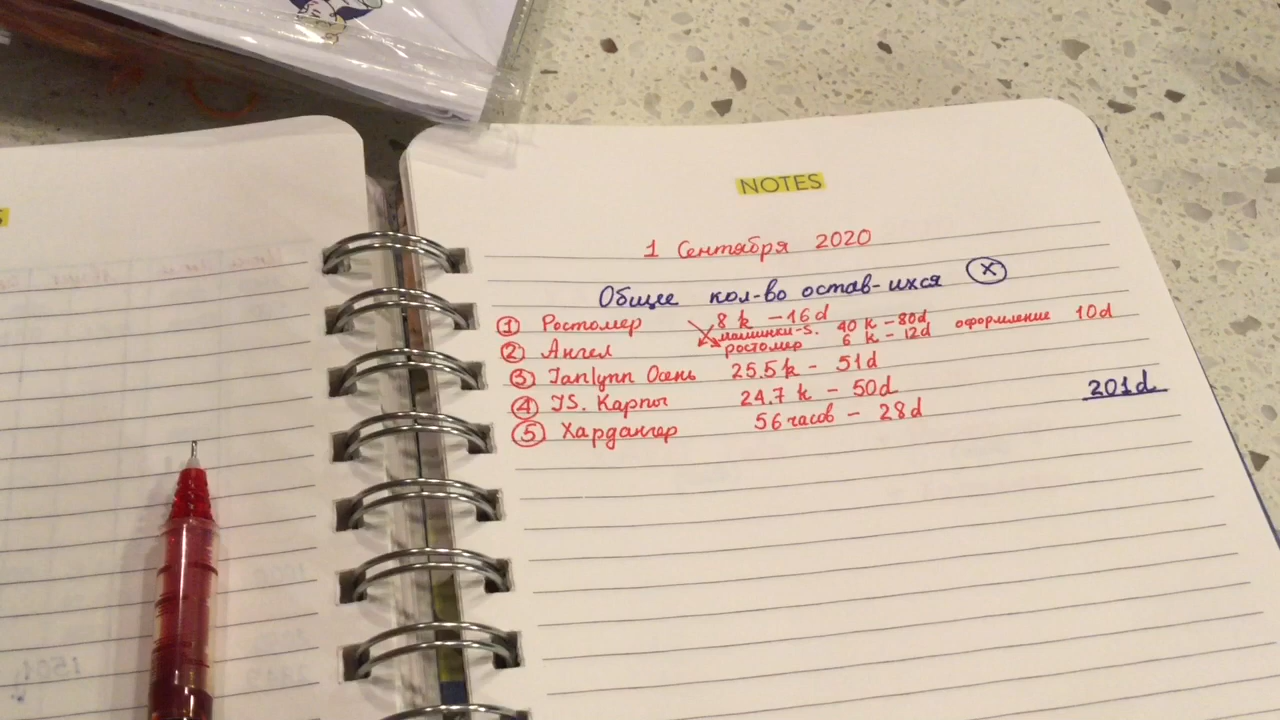 NOTES
1 Сентября 2020
Общее кол-во остав-ихся X
1 Ростомер 8 k - 16d
машинки-s. 40 k - 80d оформление 10d
2 Ангел ростомер 6 k - 12d
3 Janlynn Осень 25.5 k - 51d
4 JS. Карпы 24.7 k - 50d
201d
5 Хардангер 56 часов - 28d